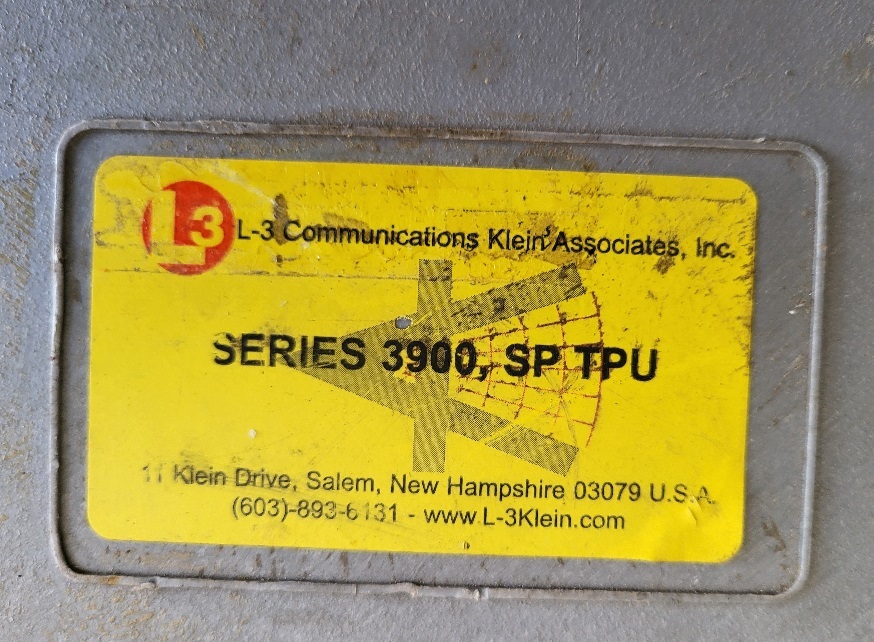 L3 L-3 Communications Klein Associates, Inc.
SERIES 3900, SP TPU
11 Klein Drive, Salem, New Hampshire 03079 U.S.A.
(603)-893-6131 - www.L-3Klein.com